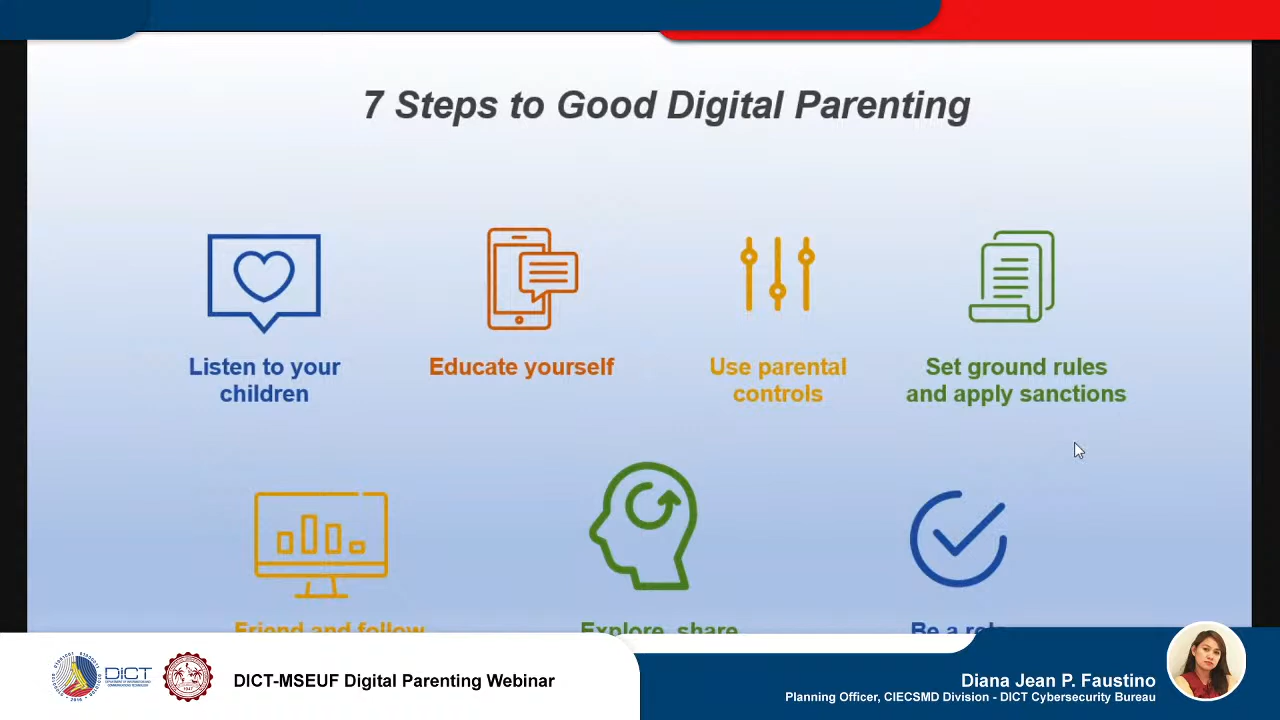 7 Steps to Good Digital Parenting
Listen to your
children
Educate yourself
Use parental
controls
Set ground rules
and apply sanctions
Friend and follow
Explore, share
Be a role
DICT
DICT-MSEUF Digital Parenting Webinar
Diana Jean P. Faustino
Planning Officer, CIECSMD Division - DICT Cybersecurity Bureau